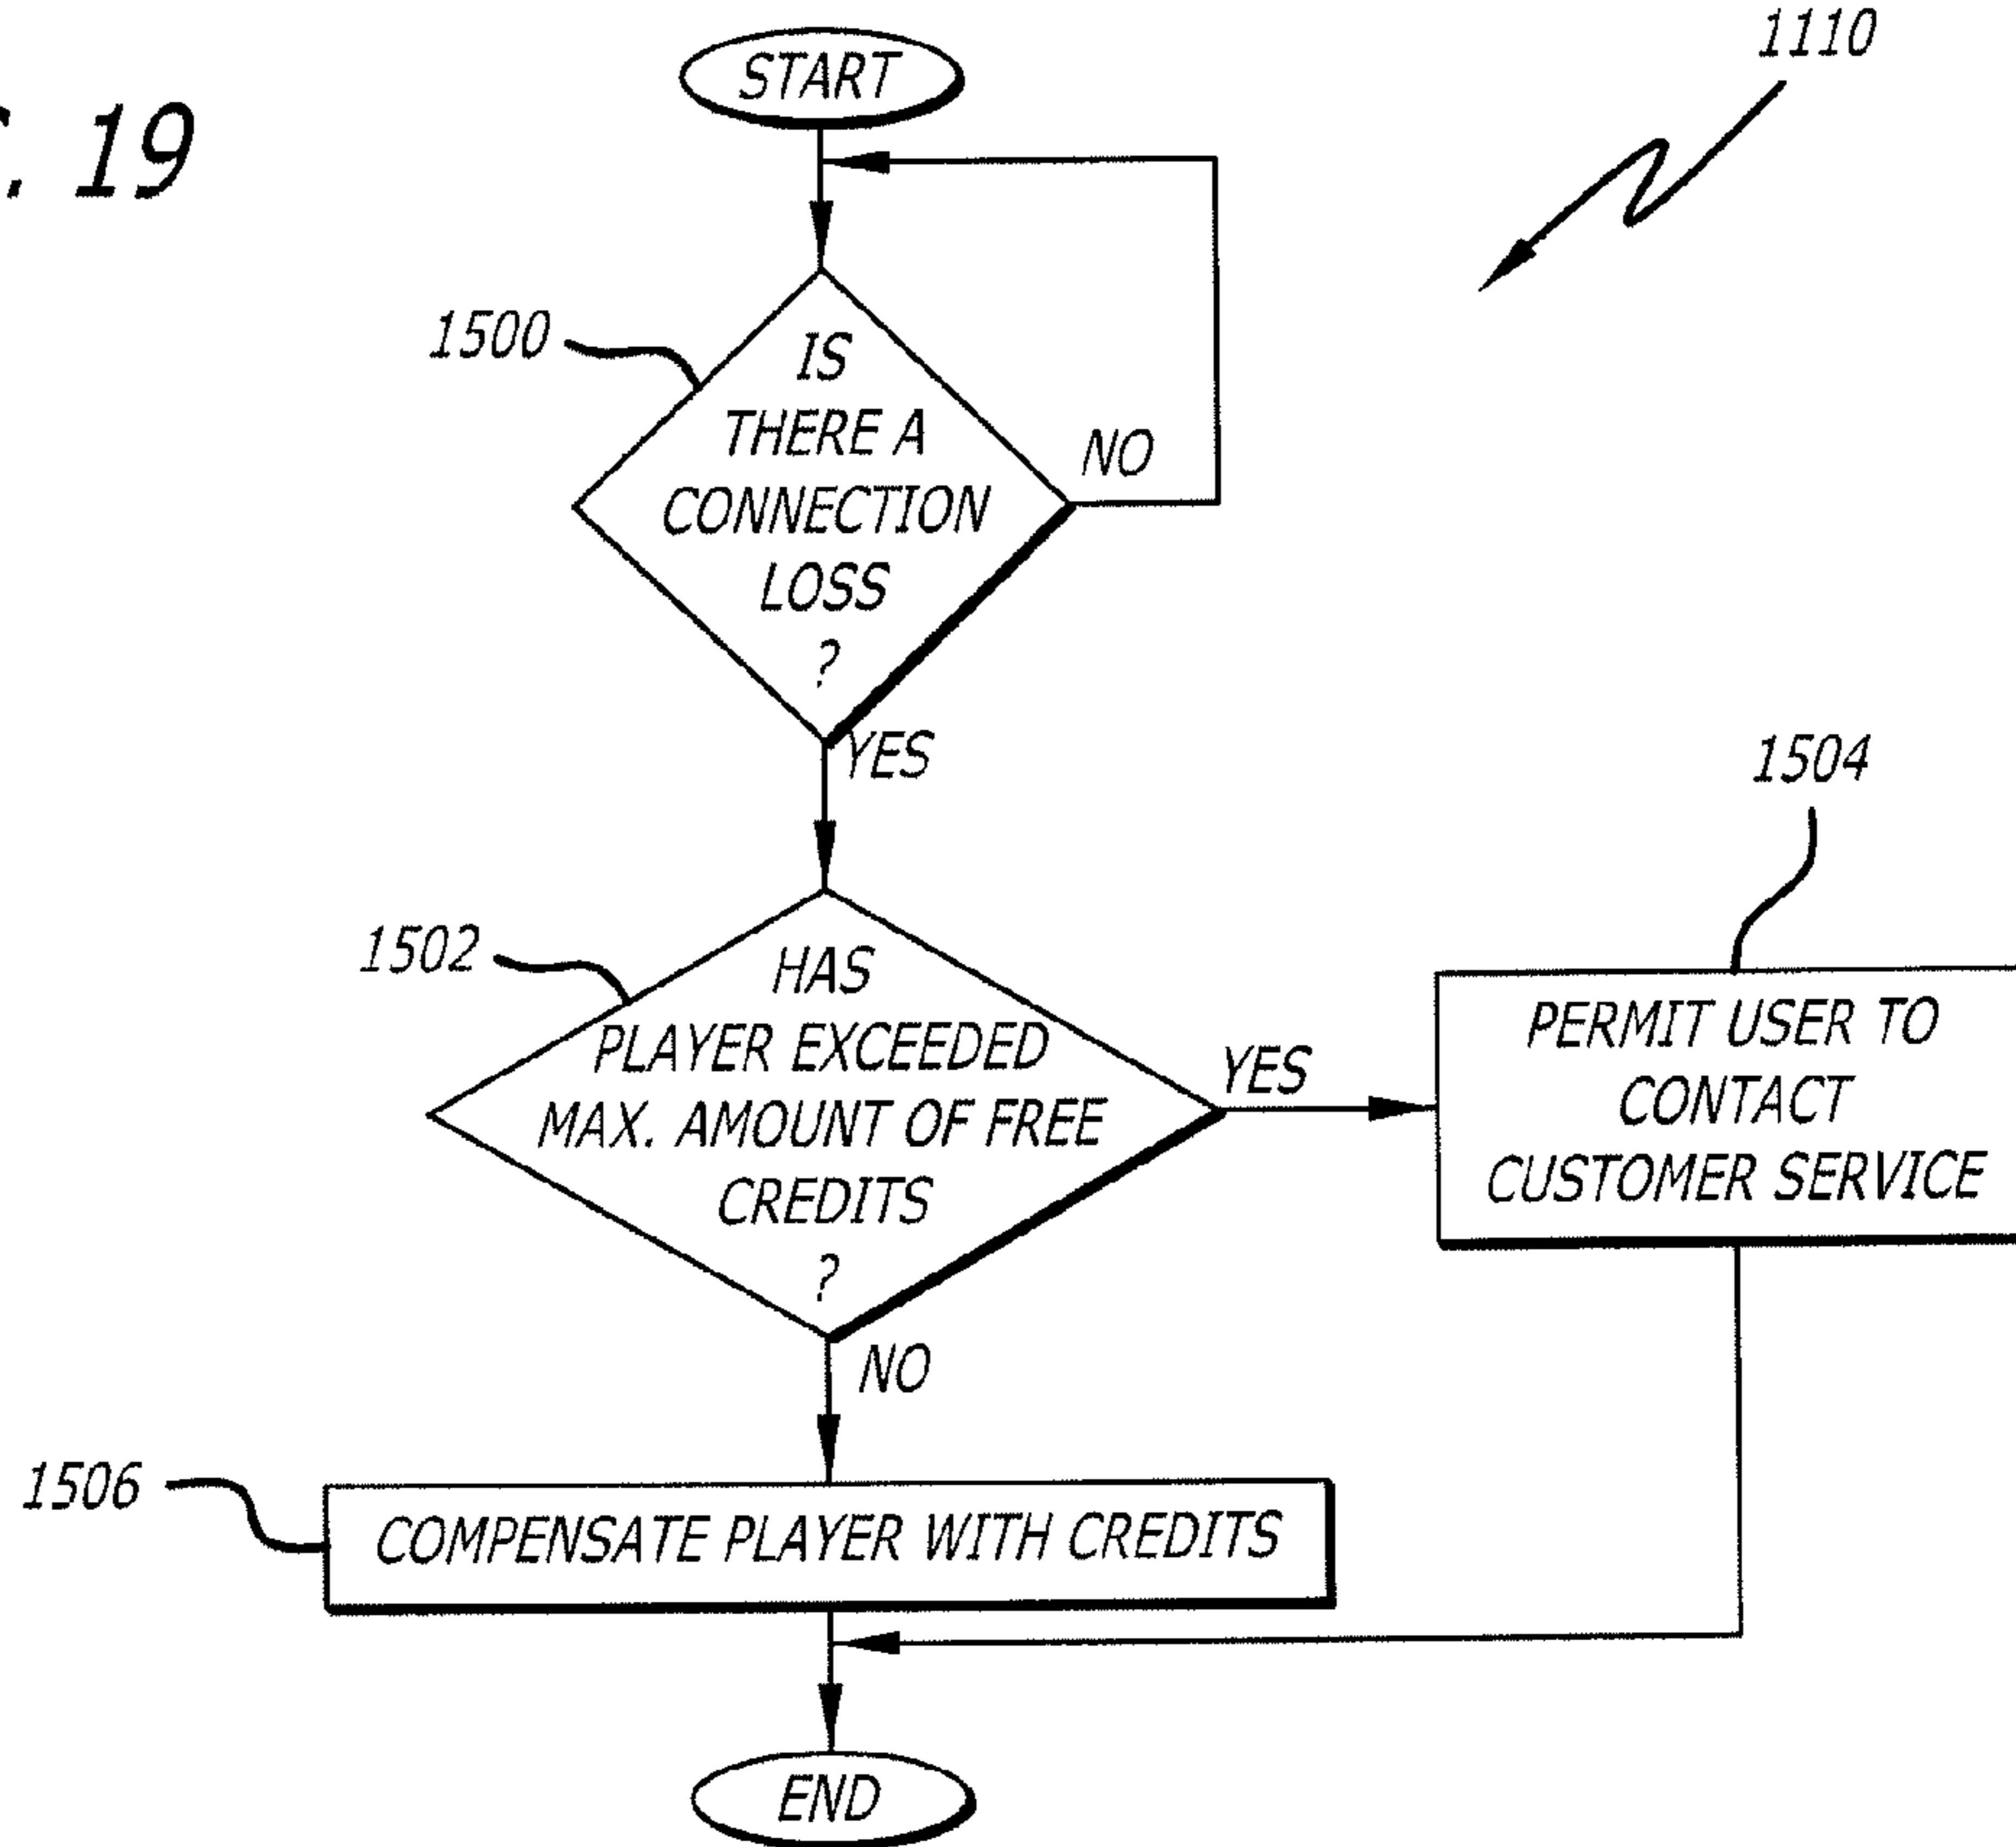 19
START
1110
1500
IS
THERE A
CONNECTION
LOSS
?
NO
YES
1502
HAS
PLAYER EXCEEDED
MAX. AMOUNT OF FREE
CREDITS
?
YES
1504
PERMIT USER TO
CONTACT
CUSTOMER SERVICE
NO
1506
COMPENSATE PLAYER WITH CREDITS
END